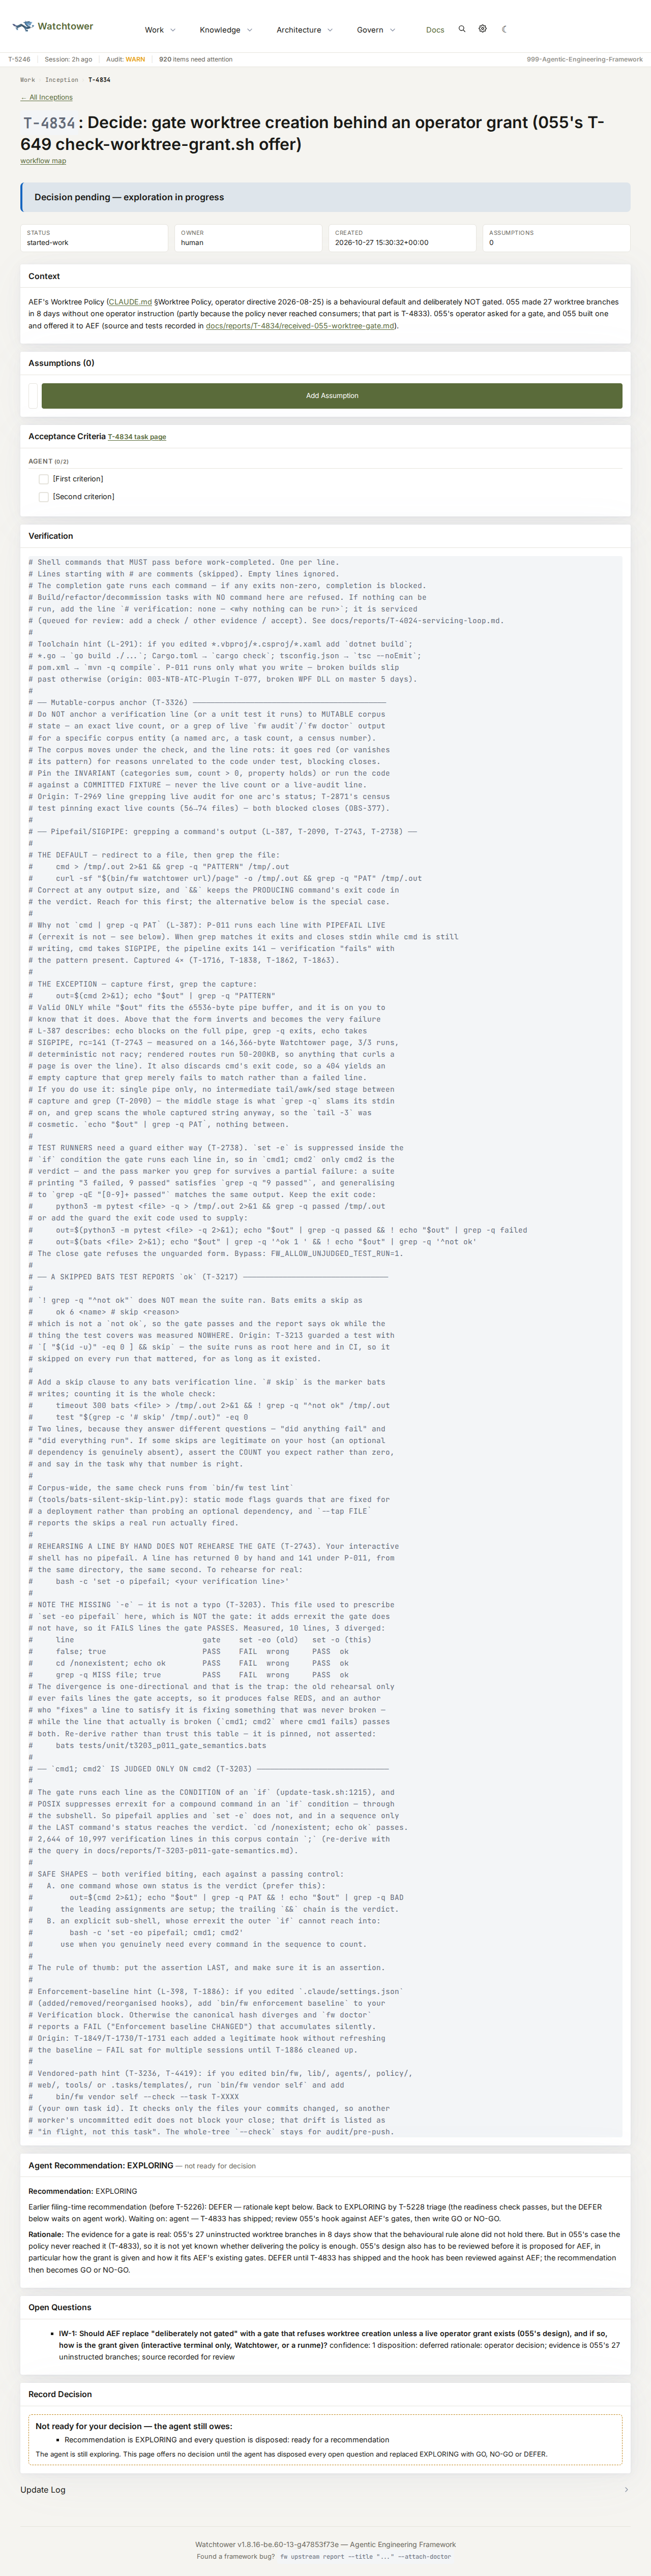 Watchtower
Work Knowledge Architecture Govern Docs
T-5246 Session: 2h ago Audit: WARN 920 items need attention 999-Agentic-Engineering-Framework
Work Inception T-4834
← All Inceptions
T-4834: Decide: gate worktree creation behind an operator grant (055's T-
649 check-worktree-grant.sh offer)
workflow map
Decision pending — exploration in progress
STATUS
started-work
OWNER
human
CREATED
2026-10-27 15:30:32+00:00
ASSUMPTIONS
0
Context
AEF's Worktree Policy (CLAUDE.md §Worktree Policy, operator directive 2026-08-25) is a behavioural default and deliberately NOT gated. 055 made 27 worktree branches
in 8 days without one operator instruction (partly because the policy never reached consumers; that part is T-4833). 055's operator asked for a gate, and 055 built one
and offered it to AEF (source and tests recorded in docs/reports/T-4834/received-055-worktree-gate.md).
Assumptions (0)
Add Assumption
Acceptance Criteria T-4834 task page
AGENT (0/2)
[First criterion]
[Second criterion]
Verification
# Shell commands that MUST pass before work-completed. One per line.
# Lines starting with # are comments (skipped). Empty lines ignored.
# The completion gate runs each command — if any exits non-zero, completion is blocked.
# Build/refactor/decommission tasks with NO command here are refused. If nothing can be
# run, add the line `# verification: none — <why nothing can be run>`; it is serviced
# (queued for review: add a check / other evidence / accept). See docs/reports/T-4024-servicing-loop.md.
#
# Toolchain hint (L-291): if you edited *.vbproj/*.csproj/*.xaml add `dotnet build`;
# *.go → `go build ./...`; Cargo.toml → `cargo check`; tsconfig.json → `tsc --noEmit`;
# pom.xml → `mvn -q compile`. P-011 runs only what you write — broken builds slip
# past otherwise (origin: 003-NTB-ATC-Plugin T-077, broken WPF DLL on master 5 days).
#
# —— Mutable-corpus anchor (T-3326) ——————————————————————
# Do NOT anchor a verification line (or a unit test it runs) to MUTABLE corpus
# state — an exact live count, or a grep of live `fw audit`/`fw doctor` output
# for a specific corpus entity (a named arc, a task count, a census number).
# The corpus moves under the check, and the line rots: it goes red (or vanishes
# its pattern) for reasons unrelated to the code under test, blocking closes.
# Pin the INVARIANT (categories sum, count > 0, property holds) or run the code
# against a COMMITTED FIXTURE — never the live count or a live-audit line.
# Origin: T-2969 line grepping live audit for one arc's status; T-2871's census
# test pinning exact live counts (56→74 files) — both blocked closes (OBS-377).
#
# —— Pipefail/SIGPIPE: grepping a command's output (L-387, T-2090, T-2743, T-2738) ——
#
# THE DEFAULT — redirect to a file, then grep the file:
#     cmd > /tmp/.out 2>&1 && grep -q "PATTERN" /tmp/.out
#     curl -sf "$(bin/fw watchtower url)/page" -o /tmp/.out && grep -q "PAT" /tmp/.out
# Correct at any output size, and `&&` keeps the PRODUCING command's exit code in
# the verdict. Reach for this first; the alternative below is the special case.
#
# Why not `cmd | grep -q PAT` (L-387): P-011 runs each line with PIPEFAIL LIVE
# (errexit is not — see below). When grep matches it exits and closes stdin while cmd is still
# writing, cmd takes SIGPIPE, the pipeline exits 141 — verification "fails" with
# the pattern present. Captured 4× (T-1716, T-1838, T-1862, T-1863).
#
# THE EXCEPTION — capture first, grep the capture:
#     out=$(cmd 2>&1); echo "$out" | grep -q "PATTERN"
# Valid ONLY while "$out" fits the 65536-byte pipe buffer, and it is on you to
# know that it does. Above that the form inverts and becomes the very failure
# L-387 describes: echo blocks on the full pipe, grep -q exits, echo takes
# SIGPIPE, rc=141 (T-2743 — measured on a 146,366-byte Watchtower page, 3/3 runs,
# deterministic not racy; rendered routes run 50-200KB, so anything that curls a
# page is over the line). It also discards cmd's exit code, so a 404 yields an
# empty capture that grep merely fails to match rather than a failed line.
# If you do use it: single pipe only, no intermediate tail/awk/sed stage between
# capture and grep (T-2090) — the middle stage is what `grep -q` slams its stdin
# on, and grep scans the whole captured string anyway, so the `tail -3` was
# cosmetic. `echo "$out" | grep -q PAT`, nothing between.
#
# TEST RUNNERS need a guard either way (T-2738). `set -e` is suppressed inside the
# `if` condition the gate runs each line in, so in `cmd1; cmd2` only cmd2 is the
# verdict — and the pass marker you grep for survives a partial failure: a suite
# printing "3 failed, 9 passed" satisfies `grep -q "9 passed"`, and generalising
# to `grep -qE "[0-9]+ passed"` matches the same output. Keep the exit code:
#     python3 -m pytest <file> -q > /tmp/.out 2>&1 && grep -q passed /tmp/.out
# or add the guard the exit code used to supply:
#     out=$(python3 -m pytest <file> -q 2>&1); echo "$out" | grep -q passed && ! echo "$out" | grep -q failed
#     out=$(bats <file> 2>&1); echo "$out" | grep -q '^ok 1 ' && ! echo "$out" | grep -q '^not ok'
# The close gate refuses the unguarded form. Bypass: FW_ALLOW_UNJUDGED_TEST_RUN=1.
#
# —— A SKIPPED BATS TEST REPORTS `ok` (T-3217) ————————————————
#
# `! grep -q "^not ok"` does NOT mean the suite ran. Bats emits a skip as
#     ok 6 <name> # skip <reason>
# which is not a `not ok`, so the gate passes and the report says ok while the
# thing the test covers was measured NOWHERE. Origin: T-3213 guarded a test with
# `[ "$(id -u)" -eq 0 ] && skip` — the suite runs as root here and in CI, so it
# skipped on every run that mattered, for as long as it existed.
#
# Add a skip clause to any bats verification line. `# skip` is the marker bats
# writes; counting it is the whole check:
#     timeout 300 bats <file> > /tmp/.out 2>&1 && ! grep -q "^not ok" /tmp/.out
#     test "$(grep -c '# skip' /tmp/.out)" -eq 0
# Two lines, because they answer different questions — "did anything fail" and
# "did everything run". If some skips are legitimate on your host (an optional
# dependency is genuinely absent), assert the COUNT you expect rather than zero,
# and say in the task why that number is right.
#
# Corpus-wide, the same check runs from `bin/fw test lint`
# (tools/bats-silent-skip-lint.py): static mode flags guards that are fixed for
# a deployment rather than probing an optional dependency, and `--tap FILE`
# reports the skips a real run actually fired.
#
# REHEARSING A LINE BY HAND DOES NOT REHEARSE THE GATE (T-2743). Your interactive
# shell has no pipefail. A line has returned 0 by hand and 141 under P-011, from
# the same directory, the same second. To rehearse for real:
#     bash -c 'set -o pipefail; <your verification line>'
#
# NOTE THE MISSING `-e` — it is not a typo (T-3203). This file used to prescribe
# `set -eo pipefail` here, which is NOT the gate: it adds errexit the gate does
# not have, so it FAILS lines the gate PASSES. Measured, 10 lines, 3 diverged:
#     line                            gate    set -eo (old)   set -o (this)
#     false; true                     PASS    FAIL  wrong     PASS  ok
#     cd /nonexistent; echo ok        PASS    FAIL  wrong     PASS  ok
#     grep -q MISS file; true         PASS    FAIL  wrong     PASS  ok
# The divergence is one-directional and that is the trap: the old rehearsal only
# ever fails lines the gate accepts, so it produces false REDS, and an author
# who "fixes" a line to satisfy it is fixing something that was never broken —
# while the line that actually is broken (`cmd1; cmd2` where cmd1 fails) passes
# both. Re-derive rather than trust this table — it is pinned, not asserted:
#     bats tests/unit/t3203_p011_gate_semantics.bats
#
# —— `cmd1; cmd2` IS JUDGED ONLY ON cmd2 (T-3203) ———————————————
#
# The gate runs each line as the CONDITION of an `if` (update-task.sh:1215), and
# POSIX suppresses errexit for a compound command in an `if` condition — through
# the subshell. So pipefail applies and `set -e` does not, and in a sequence only
# the LAST command's status reaches the verdict. `cd /nonexistent; echo ok` passes.
# 2,644 of 10,997 verification lines in this corpus contain `;` (re-derive with
# the query in docs/reports/T-3203-p011-gate-semantics.md).
#
# SAFE SHAPES — both verified biting, each against a passing control:
#   A. one command whose own status is the verdict (prefer this):
#        out=$(cmd 2>&1); echo "$out" | grep -q PAT && ! echo "$out" | grep -q BAD
#      the leading assignments are setup; the trailing `&&` chain is the verdict.
#   B. an explicit sub-shell, whose errexit the outer `if` cannot reach into:
#        bash -c 'set -eo pipefail; cmd1; cmd2'
#      use when you genuinely need every command in the sequence to count.
#
# The rule of thumb: put the assertion LAST, and make sure it is an assertion.
#
# Enforcement-baseline hint (L-398, T-1886): if you edited `.claude/settings.json`
# (added/removed/reorganised hooks), add `bin/fw enforcement baseline` to your
# Verification block. Otherwise the canonical hash diverges and `fw doctor`
# reports a FAIL ("Enforcement baseline CHANGED") that accumulates silently.
# Origin: T-1849/T-1730/T-1731 each added a legitimate hook without refreshing
# the baseline — FAIL sat for multiple sessions until T-1886 cleaned up.
#
# Vendored-path hint (T-3236, T-4419): if you edited bin/fw, lib/, agents/, policy/,
# web/, tools/ or .tasks/templates/, run `bin/fw vendor self` and add
#     bin/fw vendor self --check --task T-XXXX
# (your own task id). It checks only the files your commits changed, so another
# worker's uncommitted edit does not block your close; that drift is listed as
# "in flight, not this task". The whole-tree `--check` stays for audit/pre-push.
Agent Recommendation: EXPLORING — not ready for decision
Recommendation: EXPLORING
Earlier filing-time recommendation (before T-5226): DEFER — rationale kept below. Back to EXPLORING by T-5228 triage (the readiness check passes, but the DEFER
below waits on agent work). Waiting on: agent — T-4833 has shipped; review 055's hook against AEF's gates, then write GO or NO-GO.
Rationale: The evidence for a gate is real: 055's 27 uninstructed worktree branches in 8 days show that the behavioural rule alone did not hold there. But in 055's case the
policy never reached it (T-4833), so it is not yet known whether delivering the policy is enough. 055's design also has to be reviewed before it is proposed for AEF, in
particular how the grant is given and how it fits AEF's existing gates. DEFER until T-4833 has shipped and the hook has been reviewed against AEF; the recommendation
then becomes GO or NO-GO.
Open Questions
IW-1: Should AEF replace "deliberately not gated" with a gate that refuses worktree creation unless a live operator grant exists (055's design), and if so,
how is the grant given (interactive terminal only, Watchtower, or a runme)? confidence: 1 disposition: deferred rationale: operator decision; evidence is 055's 27
uninstructed branches; source recorded for review
Record Decision
Not ready for your decision — the agent still owes:
Recommendation is EXPLORING and every question is disposed: ready for a recommendation
The agent is still exploring. This page offers no decision until the agent has disposed every open question and replaced EXPLORING with GO, NO-GO or DEFER.
Update Log
Watchtower v1.8.16-be.60-13-g47853f73e — Agentic Engineering Framework
Found a framework bug? fw upstream report --title "..." --attach-doctor